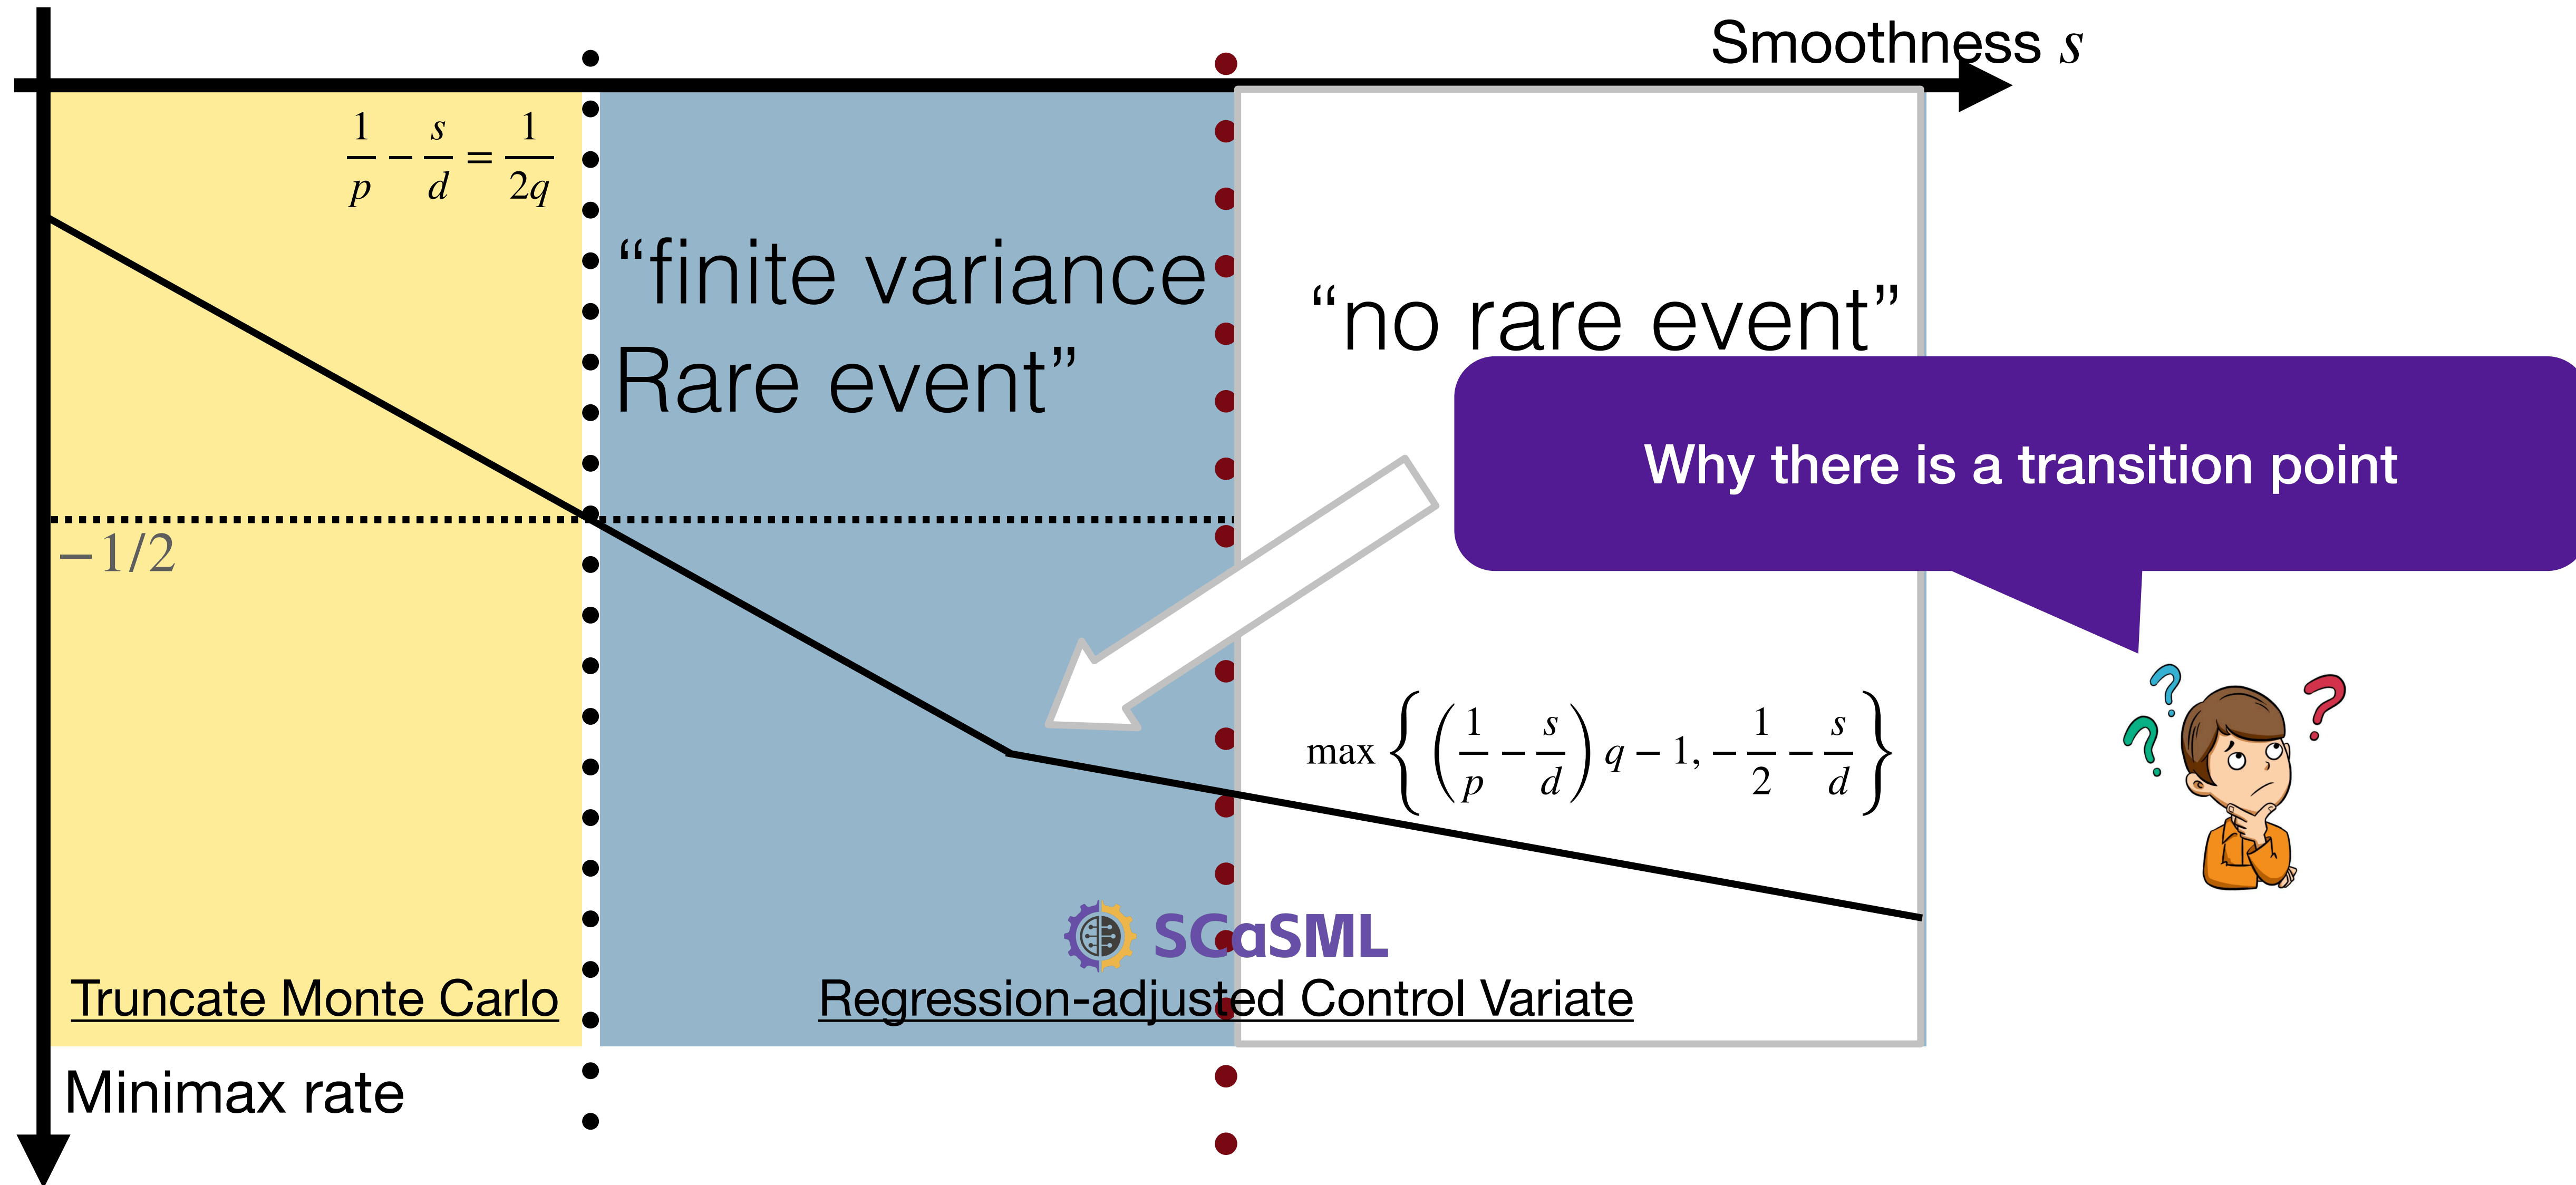 Smoothness s
1/p − s/d = 1/2q
“finite variance
Rare event”
“no rare event”
Why there is a transition point
−1/2
max { ( 1/p − s/d ) q − 1, − 1/2 − s/d }
SCaSML
Truncate Monte Carlo
Regression-adjusted Control Variate
Minimax rate
? ? ?